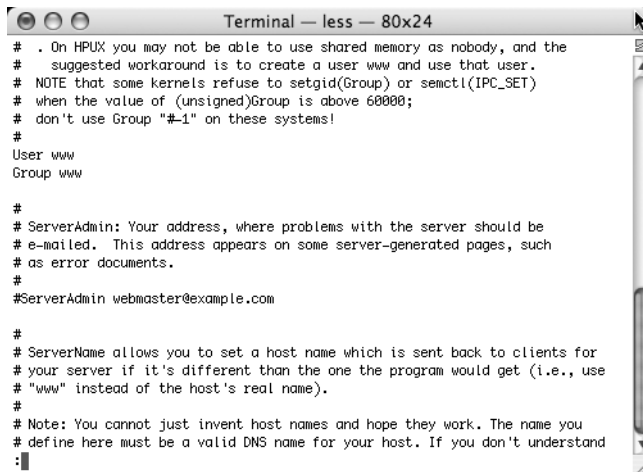 Terminal — less — 80x24
#  . On HPUX you may not be able to use shared memory as nobody, and the
#    suggested workaround is to create a user www and use that user.
#  NOTE that some kernels refuse to setgid(Group) or semctl(IPC_SET)
#  when the value of (unsigned)Group is above 60000;
#  don't use Group "#-1" on these systems!
#
User www
Group www
#
# ServerAdmin: Your address, where problems with the server should be
# e-mailed.  This address appears on some server-generated pages, such
# as error documents.
#
#ServerAdmin webmaster@example.com
#
# ServerName allows you to set a host name which is sent back to clients for
# your server if it's different than the one the program would get (i.e., use
# "www" instead of the host's real name).
#
# Note: You cannot just invent host names and hope they work. The name you
# define here must be a valid DNS name for your host. If you don't understand
: